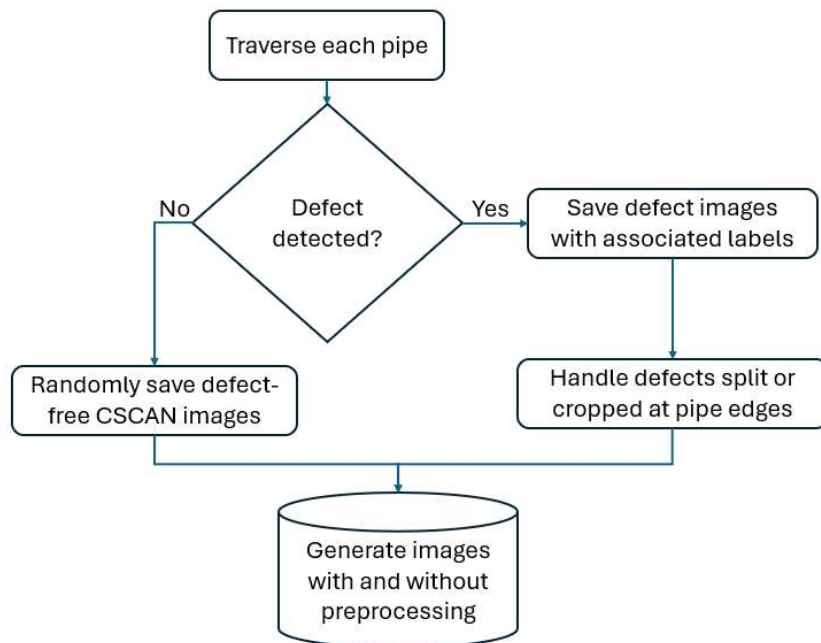 Traverse each pipe
No
Defect
detected?
Yes
Save defect images
with associated labels
Randomly save defect-
free CSCAN images
Handle defects split or
cropped at pipe edges
Generate images
with and without
preprocessing